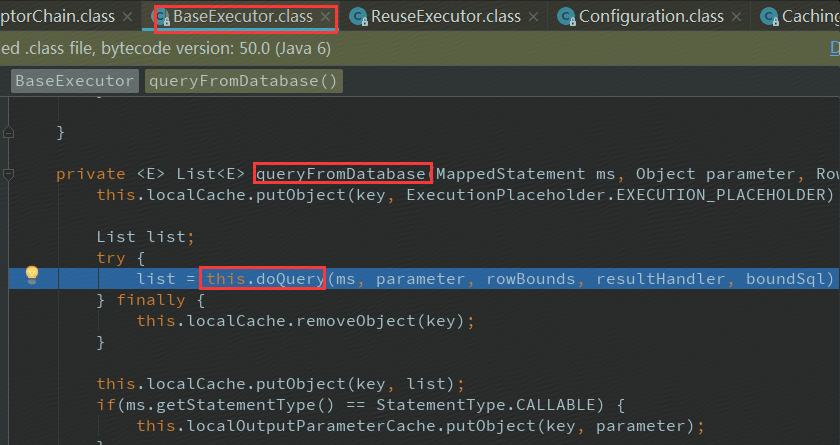 ptorChain.class × BaseExecutor.class × ReuseExecutor.class × Configuration.class × Caching
ed .class file, bytecode version: 50.0 (Java 6) D
BaseExecutor queryFromDatabase()
}
private <E> List<E> queryFromDatabase(MappedStatement ms, Object parameter, Row
this.localCache.putObject(key, ExecutionPlaceholder.EXECUTION_PLACEHOLDER)
List list;
try {
list = this.doQuery(ms, parameter, rowBounds, resultHandler, boundSql)
} finally {
this.localCache.removeObject(key);
}
this.localCache.putObject(key, list);
if(ms.getStatementType() == StatementType.CALLABLE) {
this.localOutputParameterCache.putObject(key, parameter);